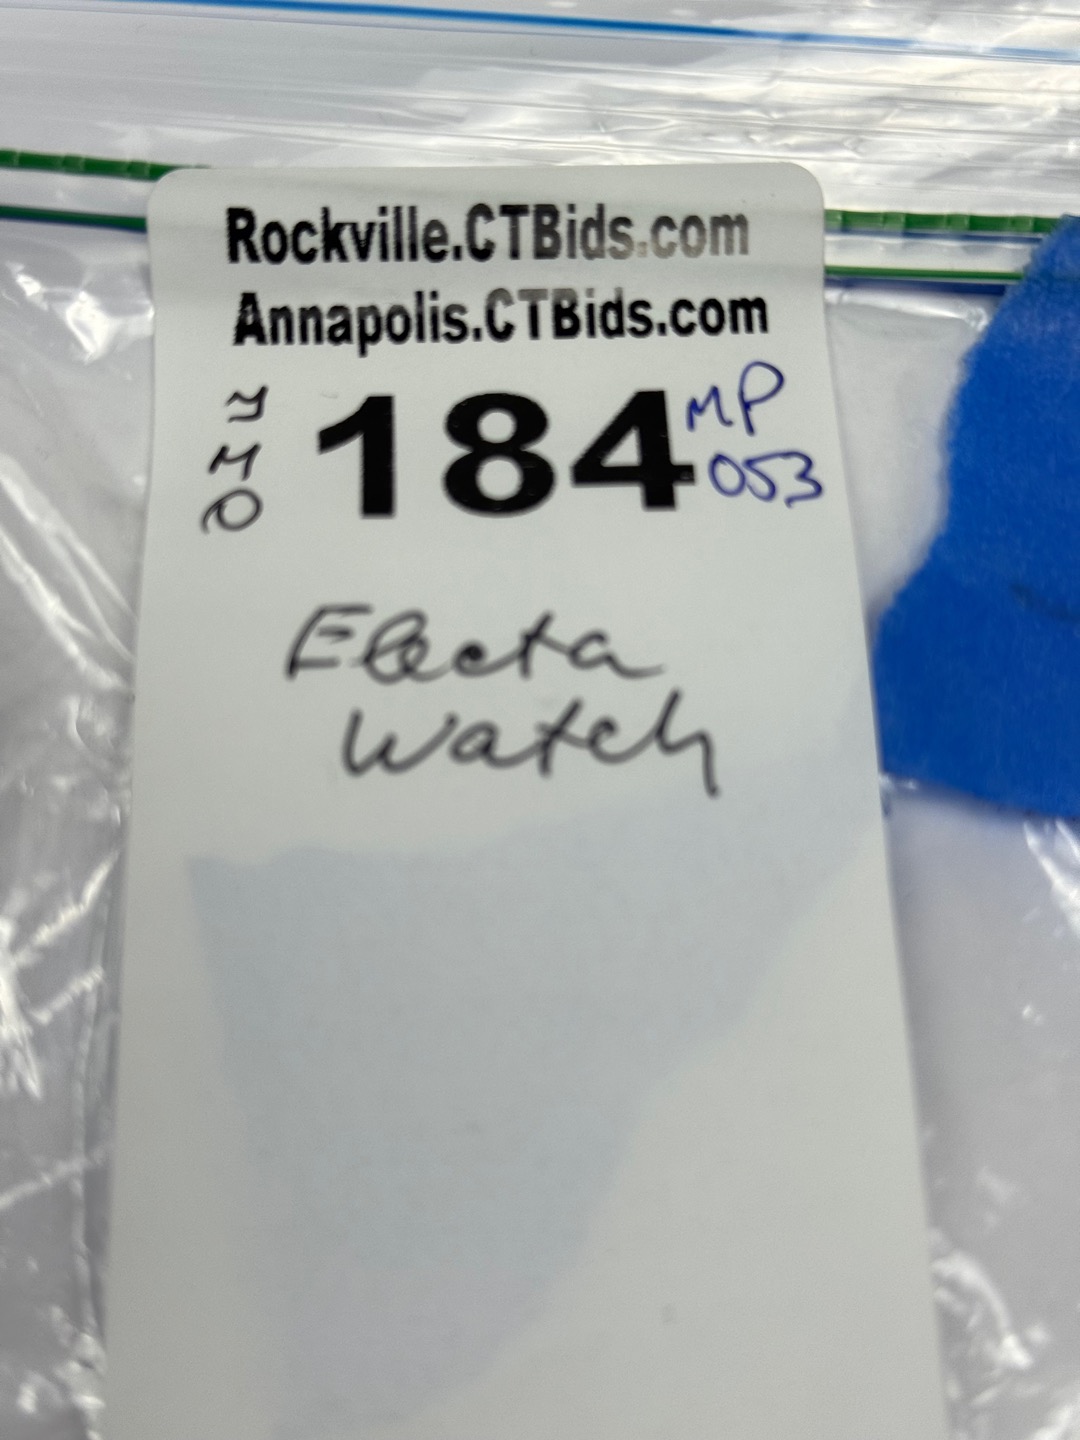 Rockville.CTBids.com
Annapolis.CTBids.com
184
MP
053
Electa
Watch